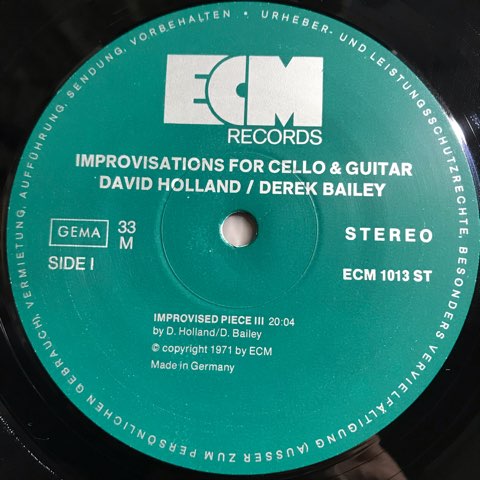 ECM
RECORDS
IMPROVISATIONS FOR CELLO & GUITAR
DAVID HOLLAND / DEREK BAILEY
GEMA
33
M
STEREO
SIDE I
ECM 1013 ST
IMPROVISED PIECE III 20:04
by D. Holland/D. Bailey
© copyright 1971 by ECM
Made in Germany
URHEBER- UND LEISTUNGSSCHUTZRECHTE, BESONDERS VERVIELFÄLTIGUNG (AUSSER ZUM PERSÖNLICHEN GEBRAUCH), VERMIETUNG, AUFFÜHRUNG, SENDUNG, VORBEHALTEN •